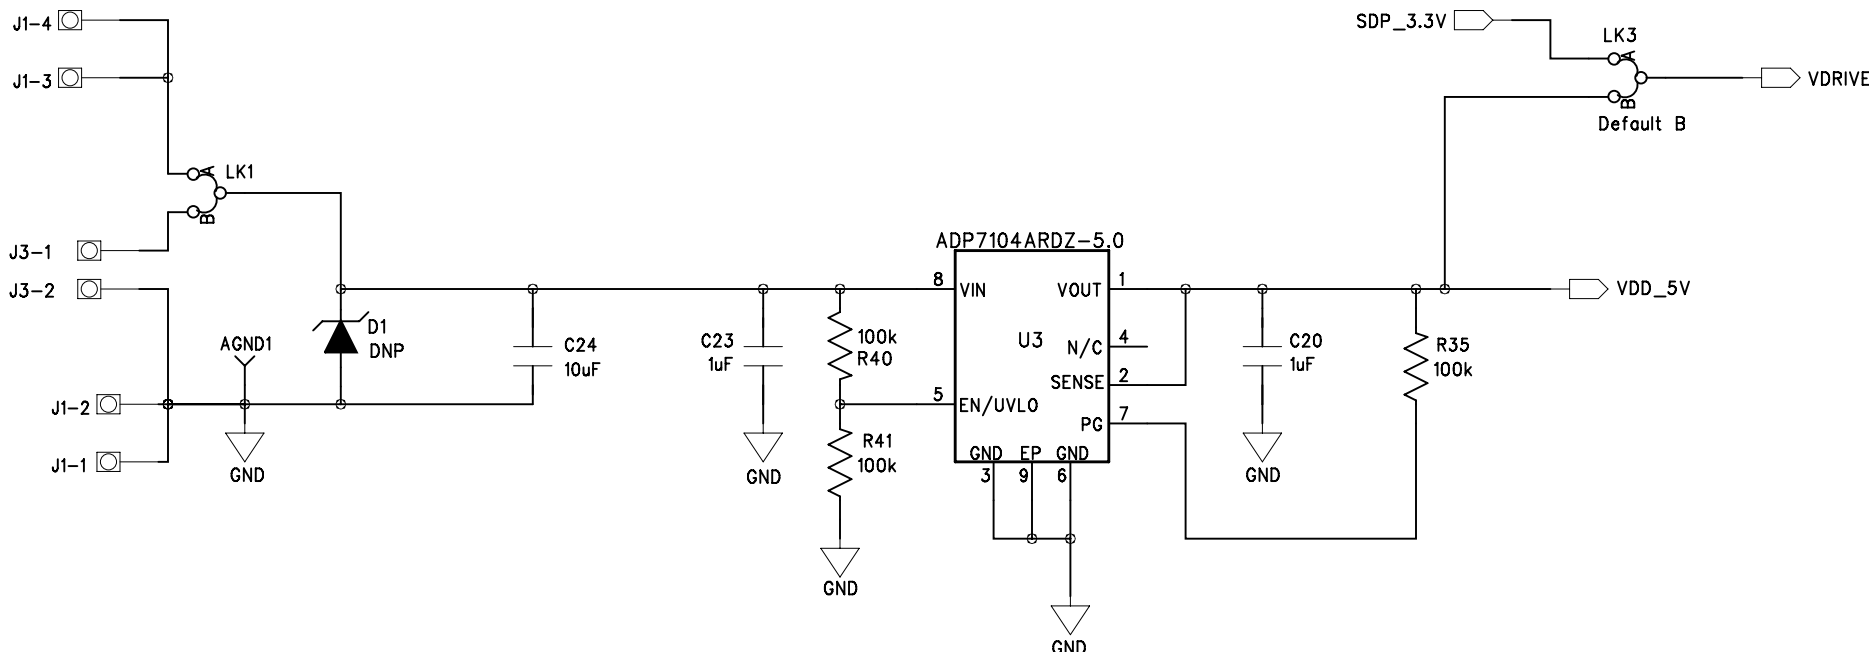 J1-4
SDP_3.3V
LK3
A
J1-3
VDRIVE
B
Default B
A
LK1
B
J3-1
ADP7104ARDZ-5.0
J3-2
8
VIN
VOUT
1
VDD_5V
D1
DNP
AGND1
C24
10uF
C23
1uF
100k
R40
U3
N/C
4
C20
1uF
R35
100k
SENSE
2
J1-2
5
EN/UVLO
PG
7
R41
100k
J1-1
GND
GND
GND
EP
GND
3
9
6
GND
GND
GND